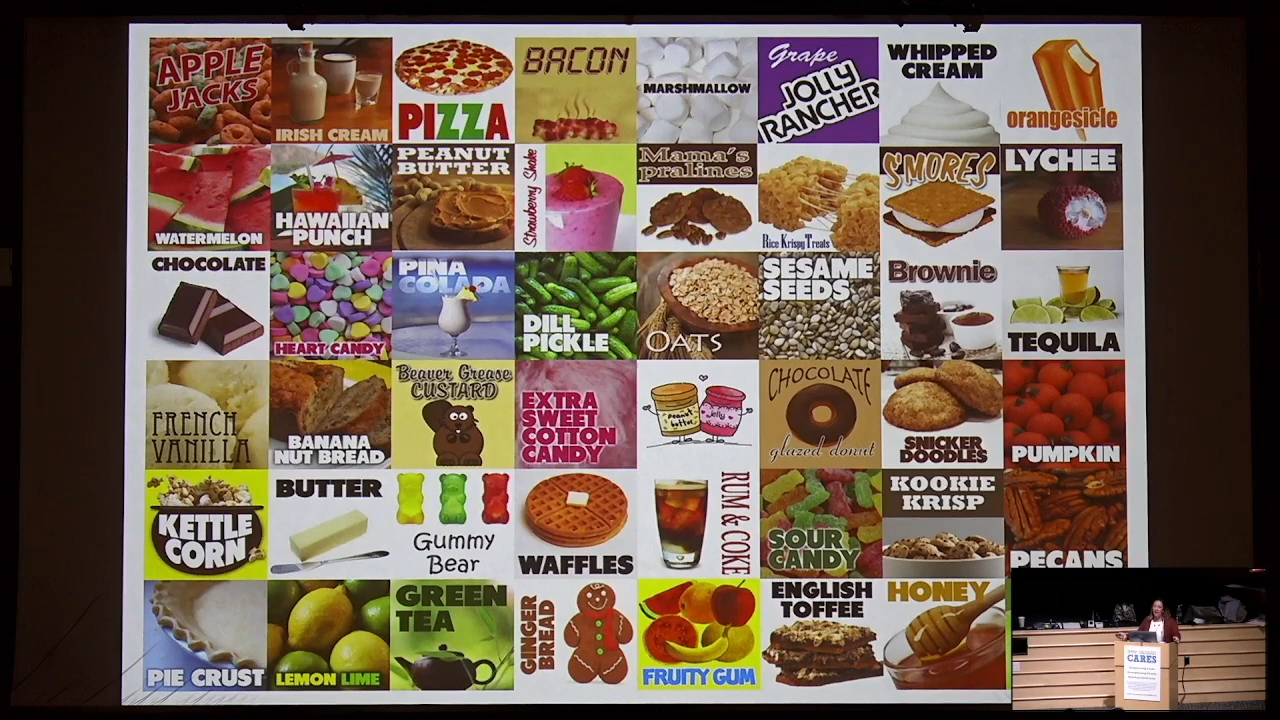 APPLE
JACKS
IRISH CREAM
PIZZA
BACON
MARSHMALLOW
Grape
JOLLY
RANCHER
WHIPPED
CREAM
orangesicle
WATERMELON
HAWAIIAN
PUNCH
PEANUT
BUTTER
Strawberry Shake
Mama's
pralines
Rice Krispy Treats
S'MORES
LYCHEE
CHOCOLATE
HEART CANDY
PINA
COLADA
DILL
PICKLE
OATS
SESAME
SEEDS
Brownie
TEQUILA
FRENCH
VANILLA
BANANA
NUT BREAD
Beaver Grease
CUSTARD
EXTRA
SWEET
COTTON
CANDY
peanut
butter
jelly
CHOCOLATE
glazed donut
SNICKER
DOODLES
PUMPKIN
KETTLE
CORN
BUTTER
Gummy
Bear
WAFFLES
RUM & COKE
SOUR
CANDY
KOOKIE
KRISP
PECANS
PIE CRUST
LEMON LIME
GREEN
TEA
GINGER
BREAD
FRUITY GUM
ENGLISH
TOFFEE
HONEY
CARES